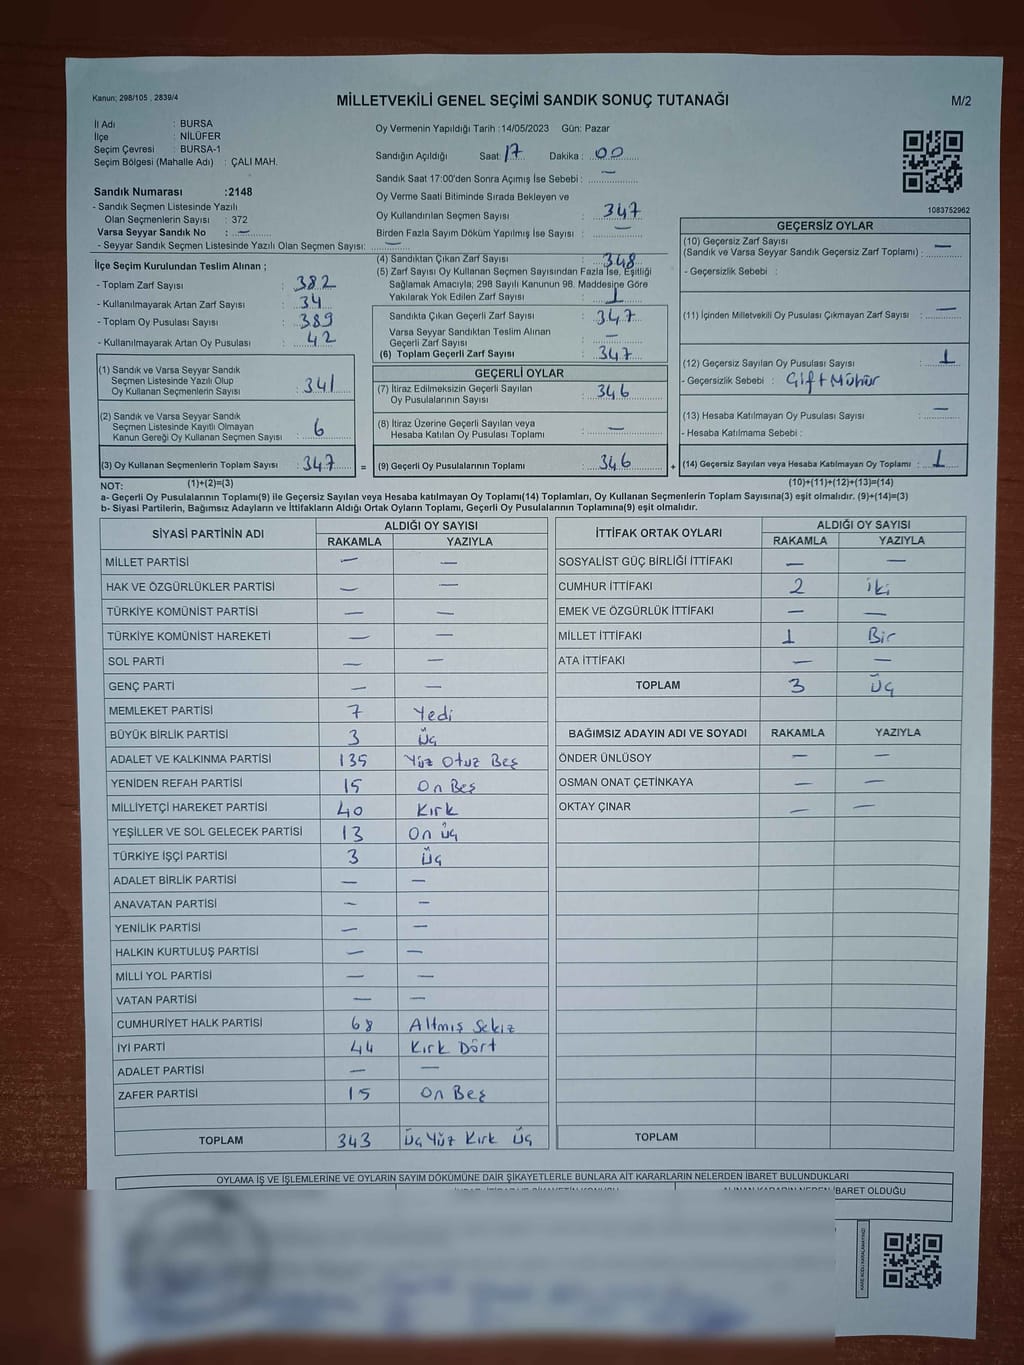 Kanun: 298/105 , 2839/4
MİLLETVEKİLİ GENEL SEÇİMİ SANDIK SONUÇ TUTANAĞI
M/2
İl Adı : BURSA
İlçe : NİLÜFER
Seçim Çevresi : BURSA-1
Seçim Bölgesi (Mahalle Adı) : ÇALI MAH.
Sandık Numarası :2148
- Sandık Seçmen Listesinde Yazılı
Olan Seçmenlerin Sayısı : 372
Varsa Seyyar Sandık No : —
- Seyyar Sandık Seçmen Listesinde Yazılı Olan Seçmen Sayısı: —
İlçe Seçim Kurulundan Teslim Alınan ;
- Toplam Zarf Sayısı : 382
- Kullanılmayarak Artan Zarf Sayısı : 34
- Toplam Oy Pusulası Sayısı : 389
- Kullanılmayarak Artan Oy Pusulası : 42
(1) Sandık ve Varsa Seyyar Sandık
Seçmen Listesinde Yazılı Olup
Oy Kullanan Seçmenlerin Sayısı : 341
(2) Sandık ve Varsa Seyyar Sandık
Seçmen Listesinde Kayıtlı Olmayan
Kanun Gereği Oy Kullanan Seçmen Sayısı : 6
(3) Oy Kullanan Seçmenlerin Toplam Sayısı : 347
Oy Vermenin Yapıldığı Tarih :14/05/2023 Gün: Pazar
Sandığın Açıldığı Saat: 17 Dakika : 00
Sandık Saat 17:00'den Sonra Açımış İse Sebebi : —
Oy Verme Saati Bitiminde Sırada Bekleyen ve
Oy Kullandırılan Seçmen Sayısı : 347
Birden Fazla Sayım Döküm Yapılmış İse Sayısı : —
(4) Sandıktan Çıkan Zarf Sayısı : 348
(5) Zarf Sayısı Oy Kullanan Seçmen Sayısından Fazla İse, Eşitliği
Sağlamak Amacıyla; 298 Sayılı Kanunun 98. Maddesine Göre
Yakılarak Yok Edilen Zarf Sayısı : 1
Sandıkta Çıkan Geçerli Zarf Sayısı : 347
Varsa Seyyar Sandıktan Teslim Alınan
Geçerli Zarf Sayısı : —
(6) Toplam Geçerli Zarf Sayısı : 347
GEÇERLİ OYLAR
(7) İtiraz Edilmeksizin Geçerli Sayılan
Oy Pusulalarının Sayısı : 346
(8) İtiraz Üzerine Geçerli Sayılan veya
Hesaba Katılan Oy Pusulası Toplamı : —
= (9) Geçerli Oy Pusulalarının Toplamı : 346
1083752962
GEÇERSİZ OYLAR
(10) Geçersiz Zarf Sayısı
(Sandık ve Varsa Seyyar Sandık Geçersiz Zarf Toplamı) : —
- Geçersizlik Sebebi :
(11) İçinden Milletvekili Oy Pusulası Çıkmayan Zarf Sayısı : —
(12) Geçersiz Sayılan Oy Pusulası Sayısı : 1
- Geçersizlik Sebebi : Çift Mühür
(13) Hesaba Katılmayan Oy Pusulası Sayısı : —
- Hesaba Katılmama Sebebi :
+ (14) Geçersiz Sayılan veya Hesaba Katılmayan Oy Toplamı : 1
NOT: (1)+(2)=(3) (10)+(11)+(12)+(13)=(14)
a- Geçerli Oy Pusulalarının Toplamı(9) ile Geçersiz Sayılan veya Hesaba katılmayan Oy Toplamı(14) Toplamları, Oy Kullanan Seçmenlerin Toplam Sayısına(3) eşit olmalıdır. (9)+(14)=(3)
b- Siyasi Partilerin, Bağımsız Adayların ve İttifakların Aldığı Ortak Oyların Toplamı, Geçerli Oy Pusulalarının Toplamına(9) eşit olmalıdır.
SİYASİ PARTİNİN ADI ALDIĞI OY SAYISI
RAKAMLA YAZIYLA
MİLLET PARTİSİ — —
HAK VE ÖZGÜRLÜKLER PARTİSİ — —
TÜRKİYE KOMÜNİST PARTİSİ — —
TÜRKİYE KOMÜNİST HAREKETİ — —
SOL PARTİ — —
GENÇ PARTİ — —
MEMLEKET PARTİSİ 7 Yedi
BÜYÜK BİRLİK PARTİSİ 3 Üç
ADALET VE KALKINMA PARTİSİ 135 Yüz Otuz Beş
YENİDEN REFAH PARTİSİ 15 On Beş
MİLLİYETÇİ HAREKET PARTİSİ 40 Kırk
YEŞİLLER VE SOL GELECEK PARTİSİ 13 On üç
TÜRKİYE İŞÇİ PARTİSİ 3 Üç
ADALET BİRLİK PARTİSİ — —
ANAVATAN PARTİSİ — —
YENİLİK PARTİSİ — —
HALKIN KURTULUŞ PARTİSİ — —
MİLLİ YOL PARTİSİ — —
VATAN PARTİSİ — —
CUMHURİYET HALK PARTİSİ 68 Altmış Sekiz
İYİ PARTİ 44 Kırk Dört
ADALET PARTİSİ — —
ZAFER PARTİSİ 15 On Beş
TOPLAM 343 Üç Yüz Kırk Üç
İTTİFAK ORTAK OYLARI ALDIĞI OY SAYISI
RAKAMLA YAZIYLA
SOSYALİST GÜÇ BİRLİĞİ İTTİFAKI — —
CUMHUR İTTİFAKI 2 iki
EMEK VE ÖZGÜRLÜK İTTİFAKI — —
MİLLET İTTİFAKI 1 Bir
ATA İTTİFAKI — —
TOPLAM 3 Üç
BAĞIMSIZ ADAYIN ADI VE SOYADI RAKAMLA YAZIYLA
ÖNDER ÜNLÜSOY — —
OSMAN ONAT ÇETİNKAYA — —
OKTAY ÇINAR — —
TOPLAM
OYLAMA İŞ VE İŞLEMLERİNE VE OYLARIN SAYIM DÖKÜMÜNE DAİR ŞİKAYETLERLE BUNLARA AİT KARARLARIN NELERDEN İBARET BULUNDUKLARI
ALINAN KARARIN NEDEN İBARET OLDUĞU